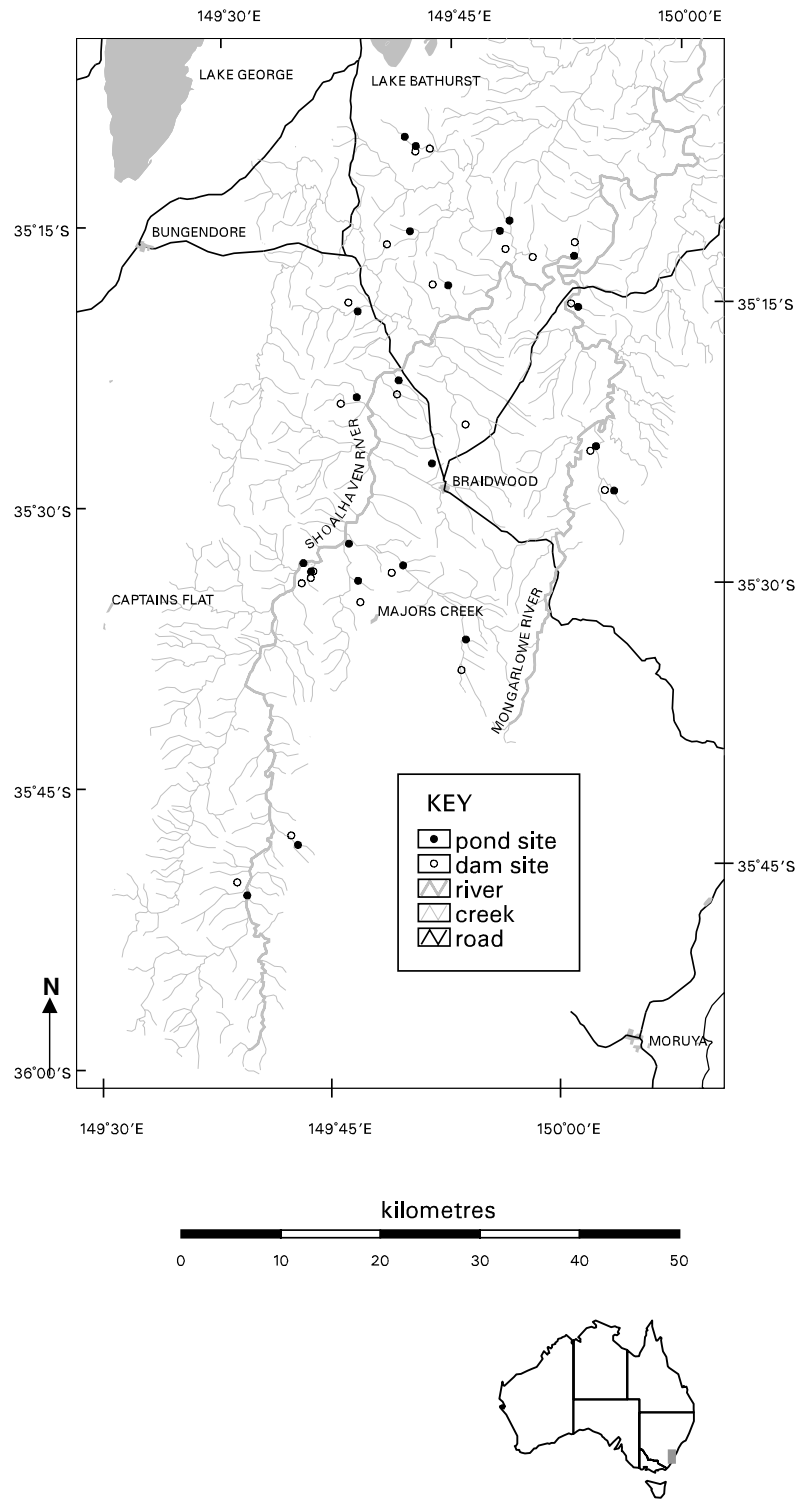 149°30′E 149°45′E 150°00′E
LAKE GEORGE
LAKE BATHURST
35°15′S
BUNGENDORE
35°15′S
SHOALHAVEN RIVER
BRAIDWOOD
35°30′S
35°30′S
CAPTAINS FLAT
MAJORS CREEK
MONGARLOWE RIVER
35°45′S
KEY
pond site
dam site
river
creek
road
35°45′S
N
MORUYA
36°00′S
149°30′E 149°45′E 150°00′E
kilometres
0 10 20 30 40 50